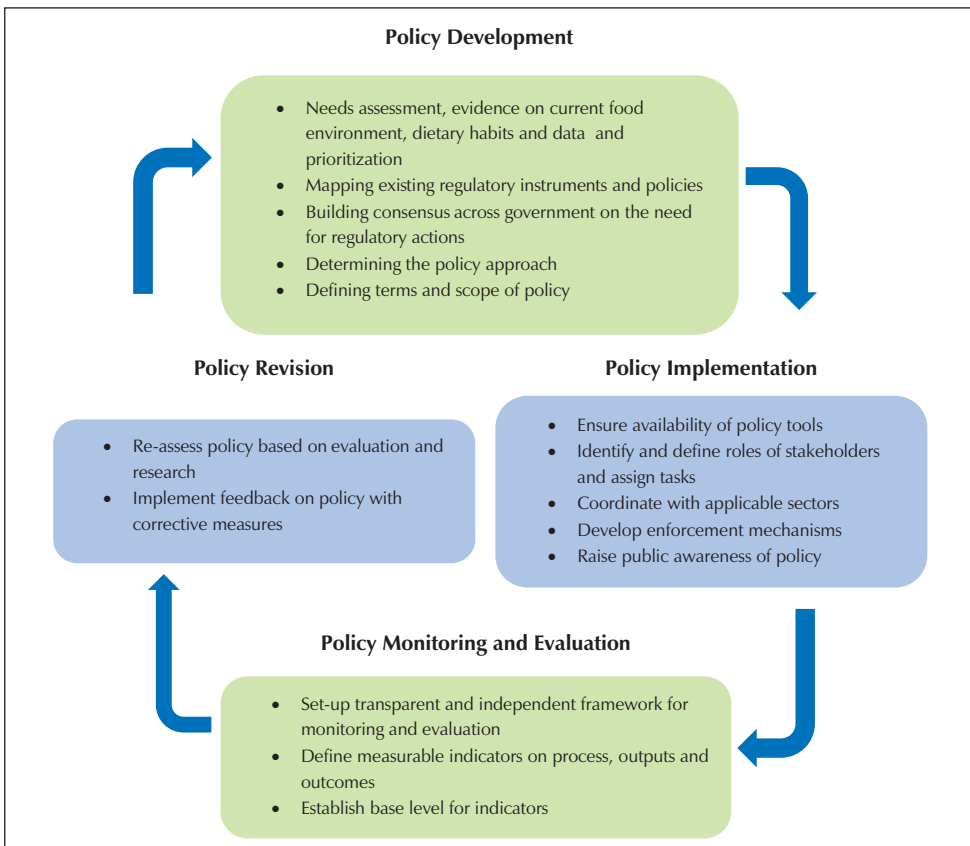 Policy Development
• Needs assessment, evidence on current food
environment, dietary habits and data and
prioritization
• Mapping existing regulatory instruments and policies
• Building consensus across government on the need
for regulatory actions
• Determining the policy approach
• Defining terms and scope of policy
Policy Implementation
• Ensure availability of policy tools
• Identify and define roles of stakeholders
and assign tasks
• Coordinate with applicable sectors
• Develop enforcement mechanisms
• Raise public awareness of policy
Policy Monitoring and Evaluation
• Set-up transparent and independent framework for
monitoring and evaluation
• Define measurable indicators on process, outputs and
outcomes
• Establish base level for indicators
Policy Revision
• Re-assess policy based on evaluation and
research
• Implement feedback on policy with
corrective measures